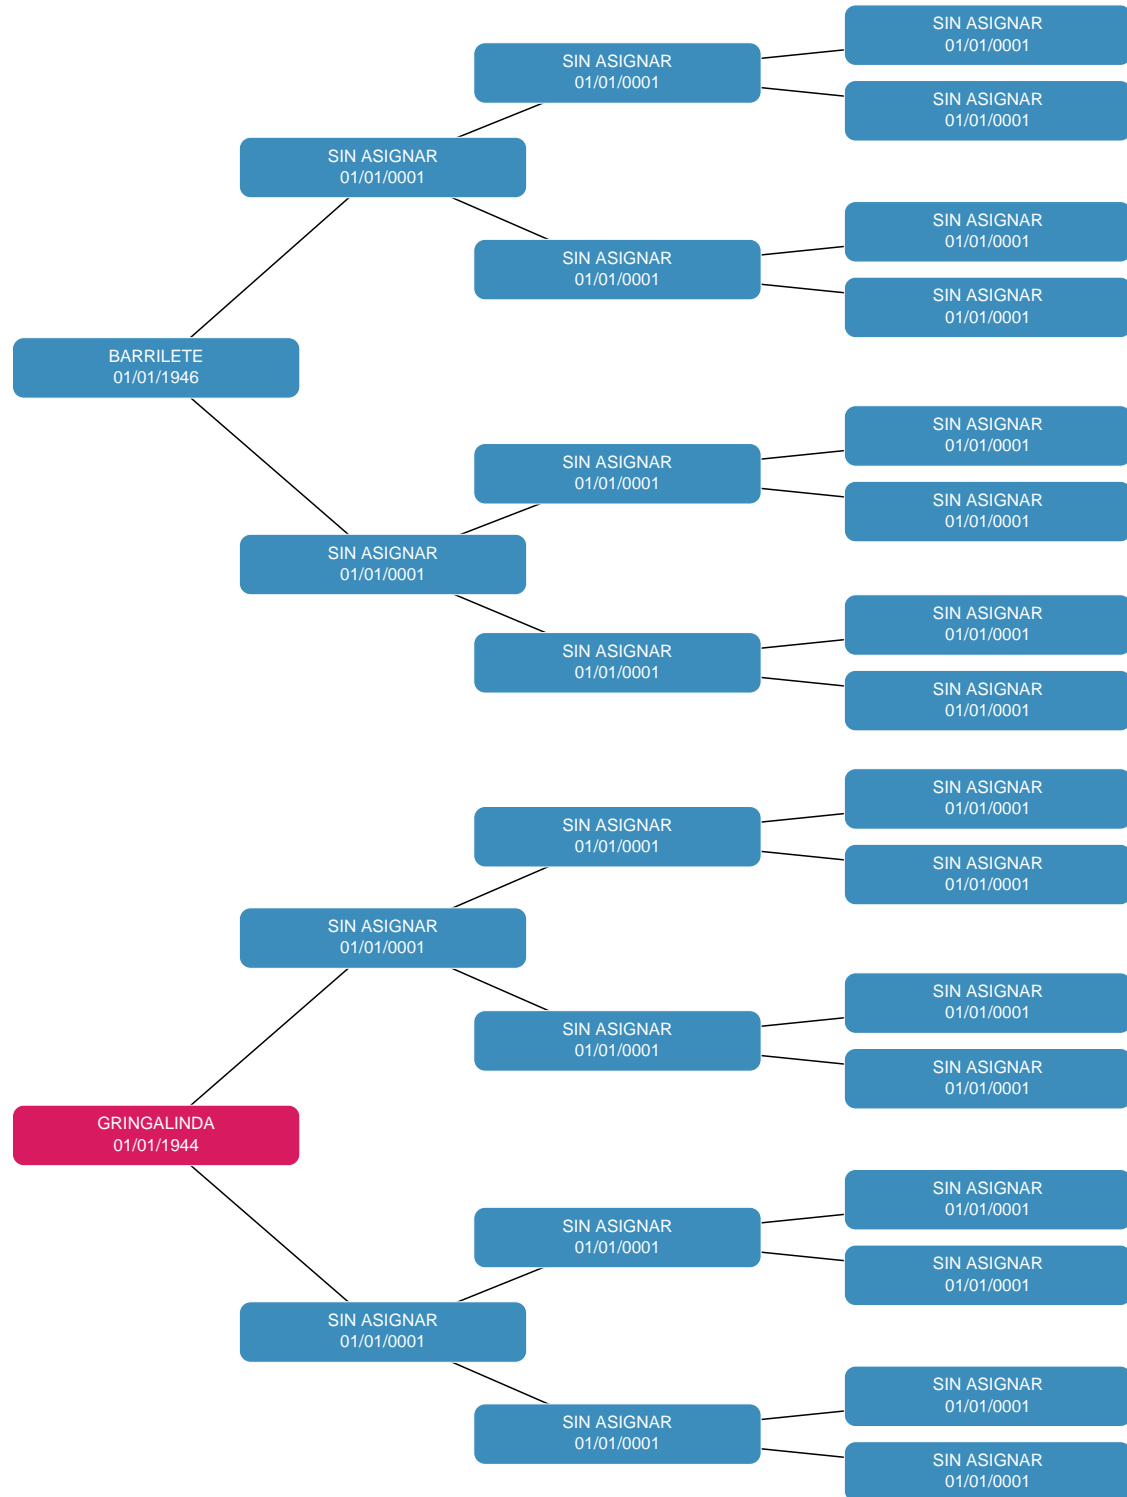 SIN ASIGNAR
01/01/0001
SIN ASIGNAR
01/01/0001
SIN ASIGNAR
01/01/0001
SIN ASIGNAR
01/01/0001
SIN ASIGNAR
01/01/0001
SIN ASIGNAR
01/01/0001
SIN ASIGNAR
01/01/0001
BARRILETE
01/01/1946
SIN ASIGNAR
01/01/0001
SIN ASIGNAR
01/01/0001
SIN ASIGNAR
01/01/0001
SIN ASIGNAR
01/01/0001
SIN ASIGNAR
01/01/0001
SIN ASIGNAR
01/01/0001
SIN ASIGNAR
01/01/0001
SIN ASIGNAR
01/01/0001
SIN ASIGNAR
01/01/0001
SIN ASIGNAR
01/01/0001
SIN ASIGNAR
01/01/0001
SIN ASIGNAR
01/01/0001
SIN ASIGNAR
01/01/0001
SIN ASIGNAR
01/01/0001
GRINGALINDA
01/01/1944
SIN ASIGNAR
01/01/0001
SIN ASIGNAR
01/01/0001
SIN ASIGNAR
01/01/0001
SIN ASIGNAR
01/01/0001
SIN ASIGNAR
01/01/0001
SIN ASIGNAR
01/01/0001
SIN ASIGNAR
01/01/0001